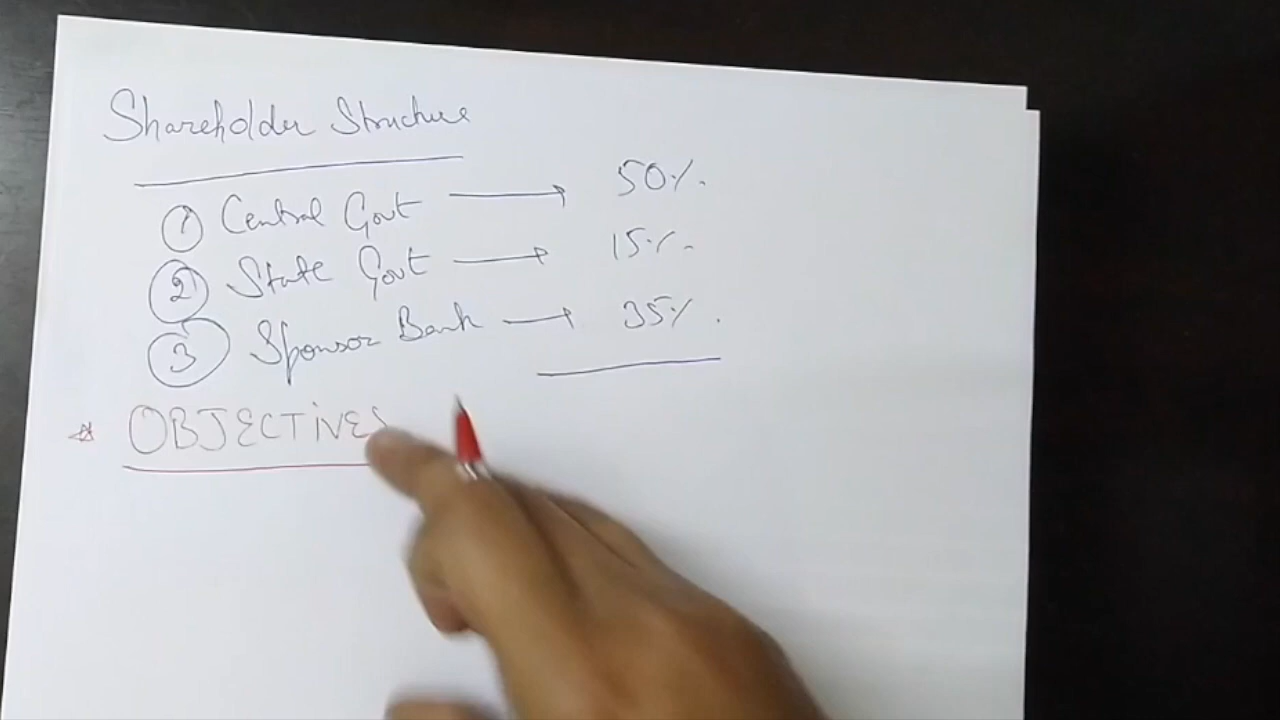 Shareholder Structure
1 Central Govt → 50%.
2 State Govt → 15%.
3 Sponsor Bank → 35%.
OBJECTIVES